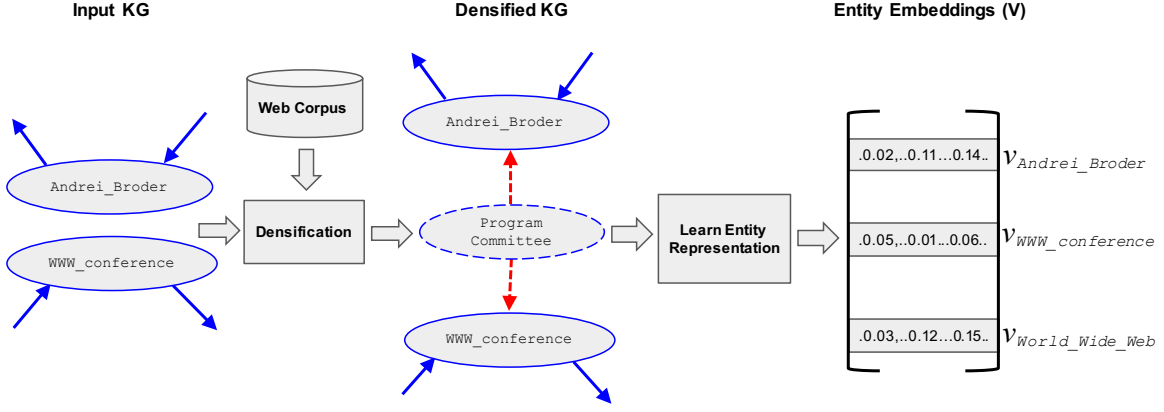 Input KG
Densified KG
Entity Embeddings (V)
Web Corpus
Andrei_Broder
Andrei_Broder
.0.02,..0.11...0.14..
vAndrei_Broder
Densification
Program
Committee
Learn Entity
Representation
.0.05,..0.01...0.06..
vWWW_conference
WWW_conference
WWW_conference
.0.03,..0.12...0.15..
vWorld_Wide_Web